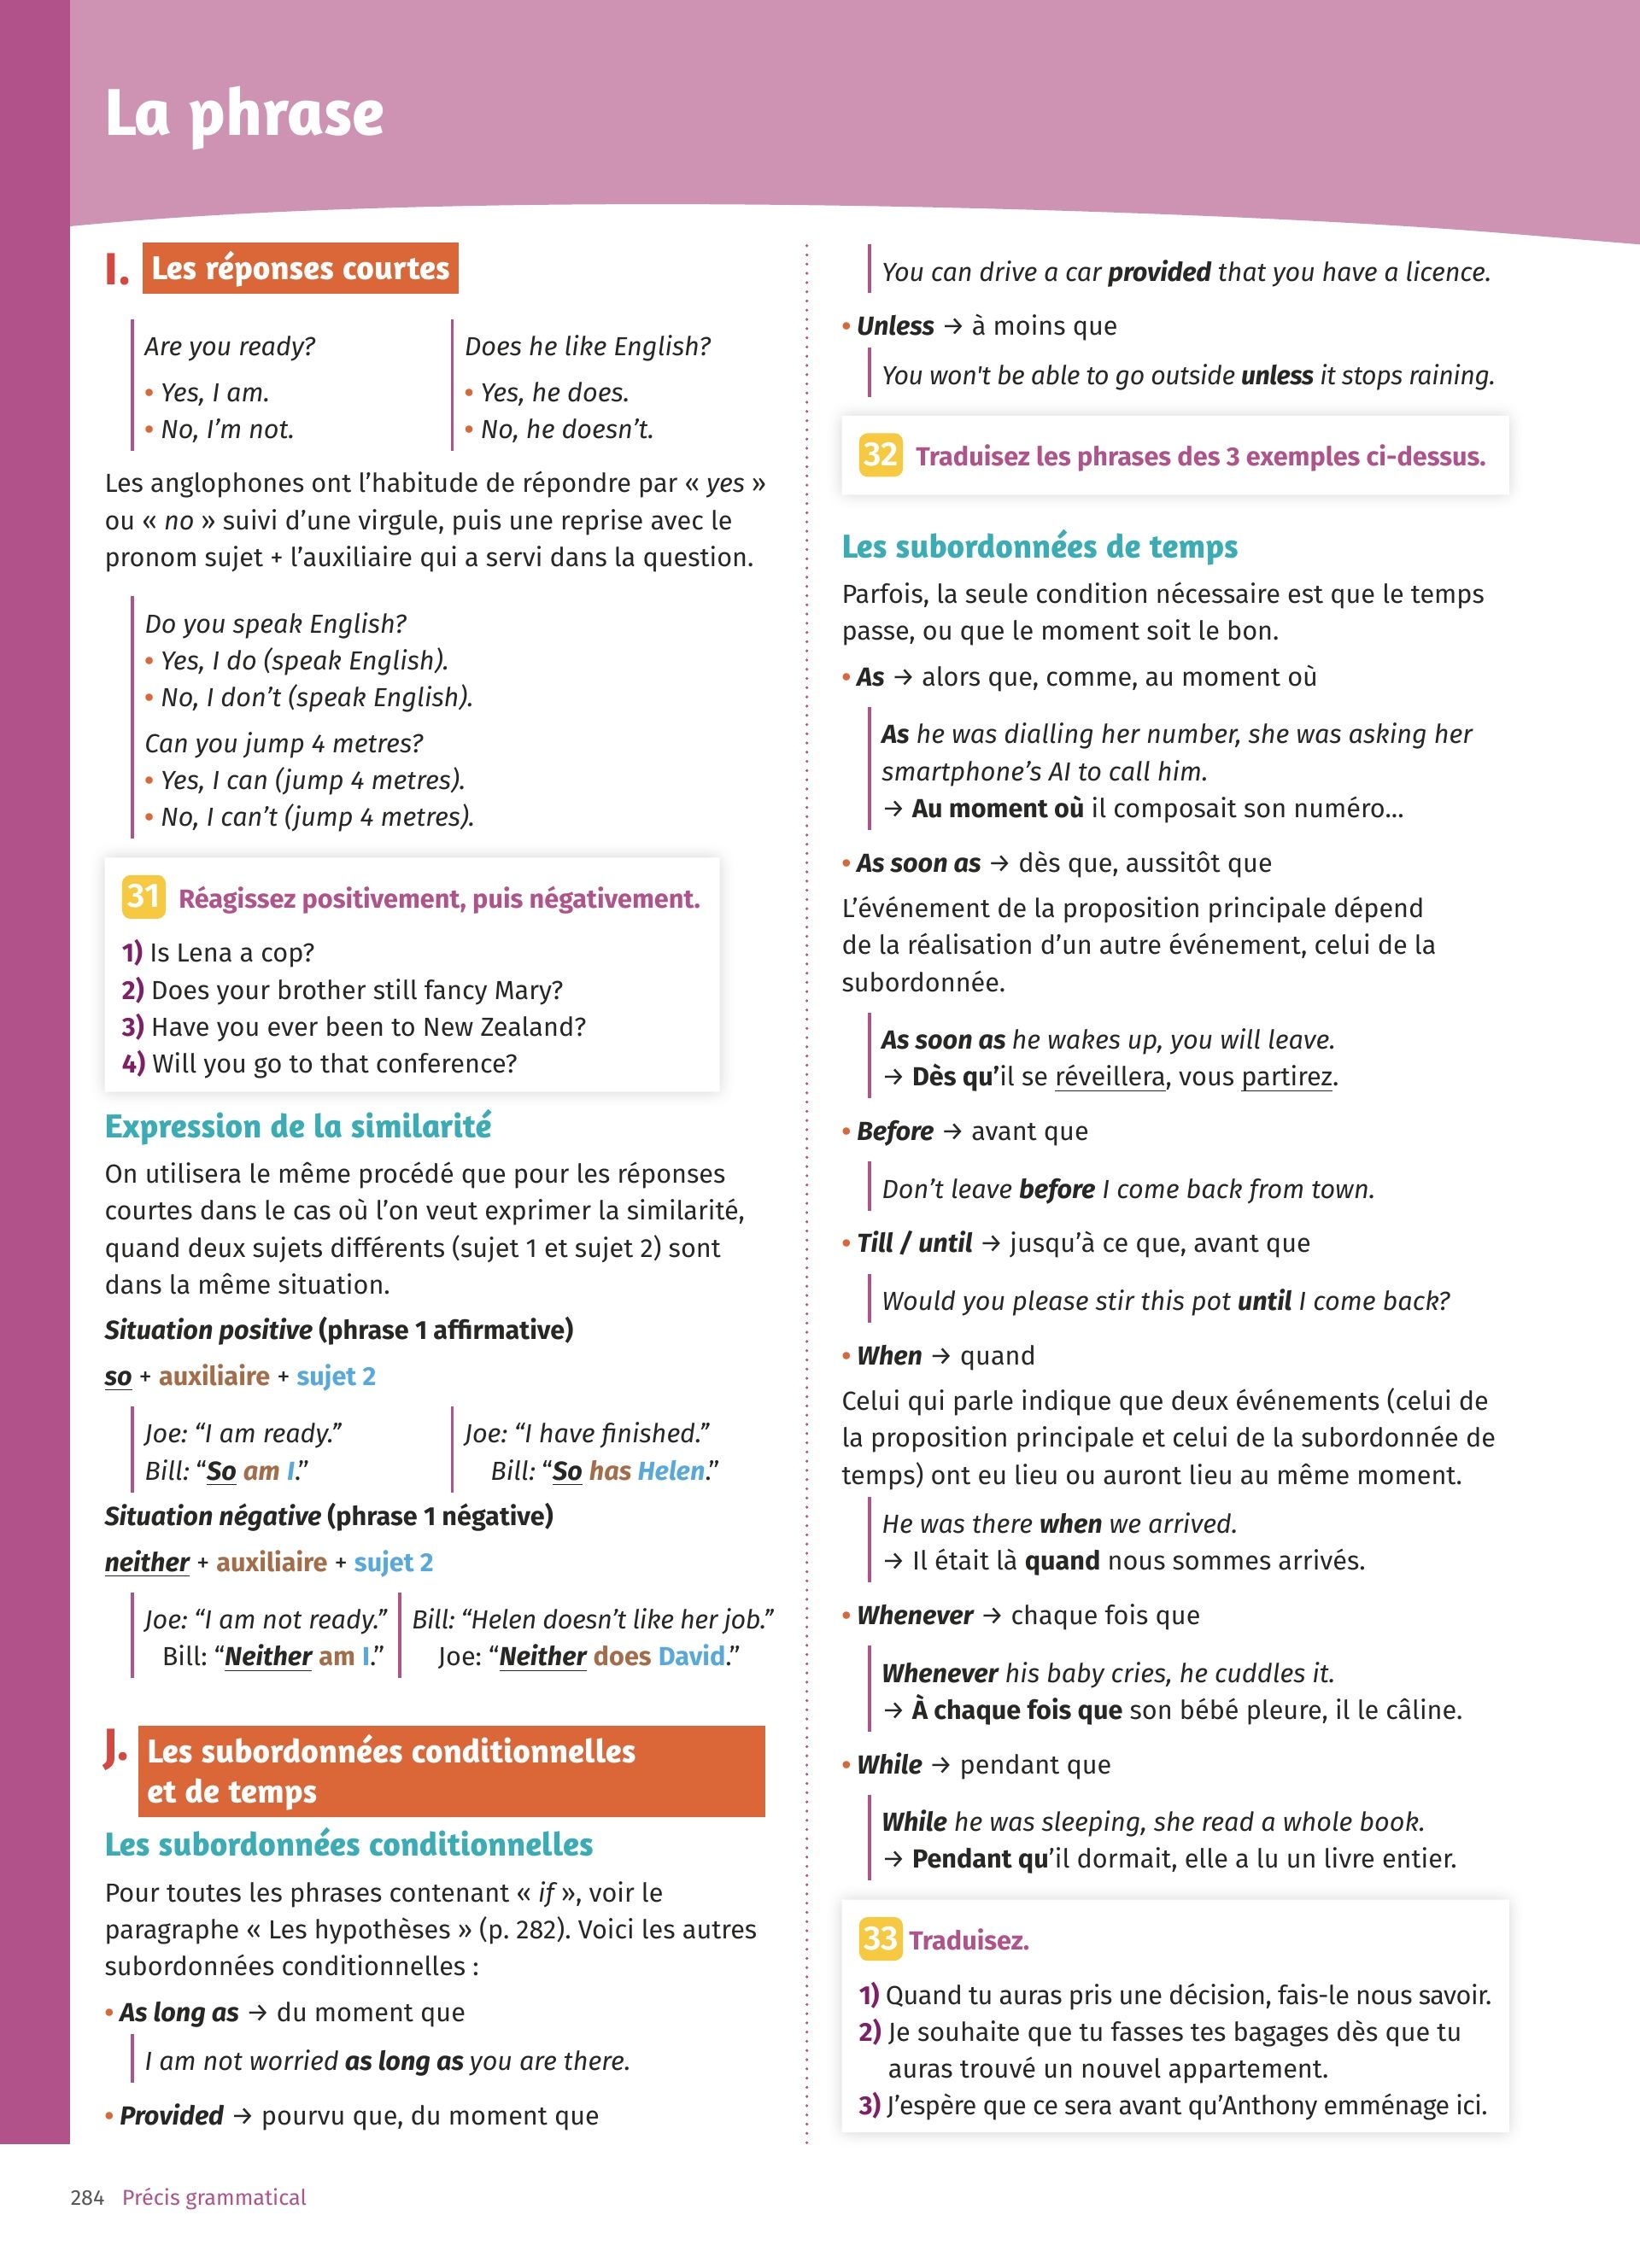 La phrase
I. Les réponses courtes
Are you ready?
• Yes, I am.
• No, I’m not.
Does he like English?
• Yes, he does.
• No, he doesn’t.
Les anglophones ont l’habitude de répondre par « yes »
ou « no » suivi d’une virgule, puis une reprise avec le
pronom sujet + l’auxiliaire qui a servi dans la question.
Do you speak English?
• Yes, I do (speak English).
• No, I don’t (speak English).
Can you jump 4 metres?
• Yes, I can (jump 4 metres).
• No, I can’t (jump 4 metres).
31 Réagissez positivement, puis négativement.
1) Is Lena a cop?
2) Does your brother still fancy Mary?
3) Have you ever been to New Zealand?
4) Will you go to that conference?
Expression de la similarité
On utilisera le même procédé que pour les réponses
courtes dans le cas où l’on veut exprimer la similarité,
quand deux sujets différents (sujet 1 et sujet 2) sont
dans la même situation.
Situation positive (phrase 1 affirmative)
so + auxiliaire + sujet 2
Joe: “I am ready.”
Bill: “So am I.”
Joe: “I have finished.”
Bill: “So has Helen.”
Situation négative (phrase 1 négative)
neither + auxiliaire + sujet 2
Joe: “I am not ready.”
Bill: “Neither am I.”
Bill: “Helen doesn’t like her job.”
Joe: “Neither does David.”
J. Les subordonnées conditionnelles
et de temps
Les subordonnées conditionnelles
Pour toutes les phrases contenant « if », voir le
paragraphe « Les hypothèses » (p. 282). Voici les autres
subordonnées conditionnelles :
• As long as → du moment que
I am not worried as long as you are there.
• Provided → pourvu que, du moment que
You can drive a car provided that you have a licence.
• Unless → à moins que
You won't be able to go outside unless it stops raining.
32 Traduisez les phrases des 3 exemples ci-dessus.
Les subordonnées de temps
Parfois, la seule condition nécessaire est que le temps
passe, ou que le moment soit le bon.
• As → alors que, comme, au moment où
As he was dialling her number, she was asking her
smartphone’s AI to call him.
→ Au moment où il composait son numéro...
• As soon as → dès que, aussitôt que
L’événement de la proposition principale dépend
de la réalisation d’un autre événement, celui de la
subordonnée.
As soon as he wakes up, you will leave.
→ Dès qu’il se réveillera, vous partirez.
• Before → avant que
Don’t leave before I come back from town.
• Till / until → jusqu’à ce que, avant que
Would you please stir this pot until I come back?
• When → quand
Celui qui parle indique que deux événements (celui de
la proposition principale et celui de la subordonnée de
temps) ont eu lieu ou auront lieu au même moment.
He was there when we arrived.
→ Il était là quand nous sommes arrivés.
• Whenever → chaque fois que
Whenever his baby cries, he cuddles it.
→ À chaque fois que son bébé pleure, il le câline.
• While → pendant que
While he was sleeping, she read a whole book.
→ Pendant qu’il dormait, elle a lu un livre entier.
33 Traduisez.
1) Quand tu auras pris une décision, fais-le nous savoir.
2) Je souhaite que tu fasses tes bagages dès que tu
auras trouvé un nouvel appartement.
3) J’espère que ce sera avant qu’Anthony emménage ici.
284 Précis grammatical